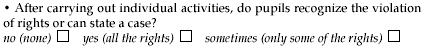 • After carrying out individual activities, do pupils recognize the violation
of rights or can state a case?
no (none) ☐ yes (all the rights) ☐ sometimes (only some of the rights) ☐